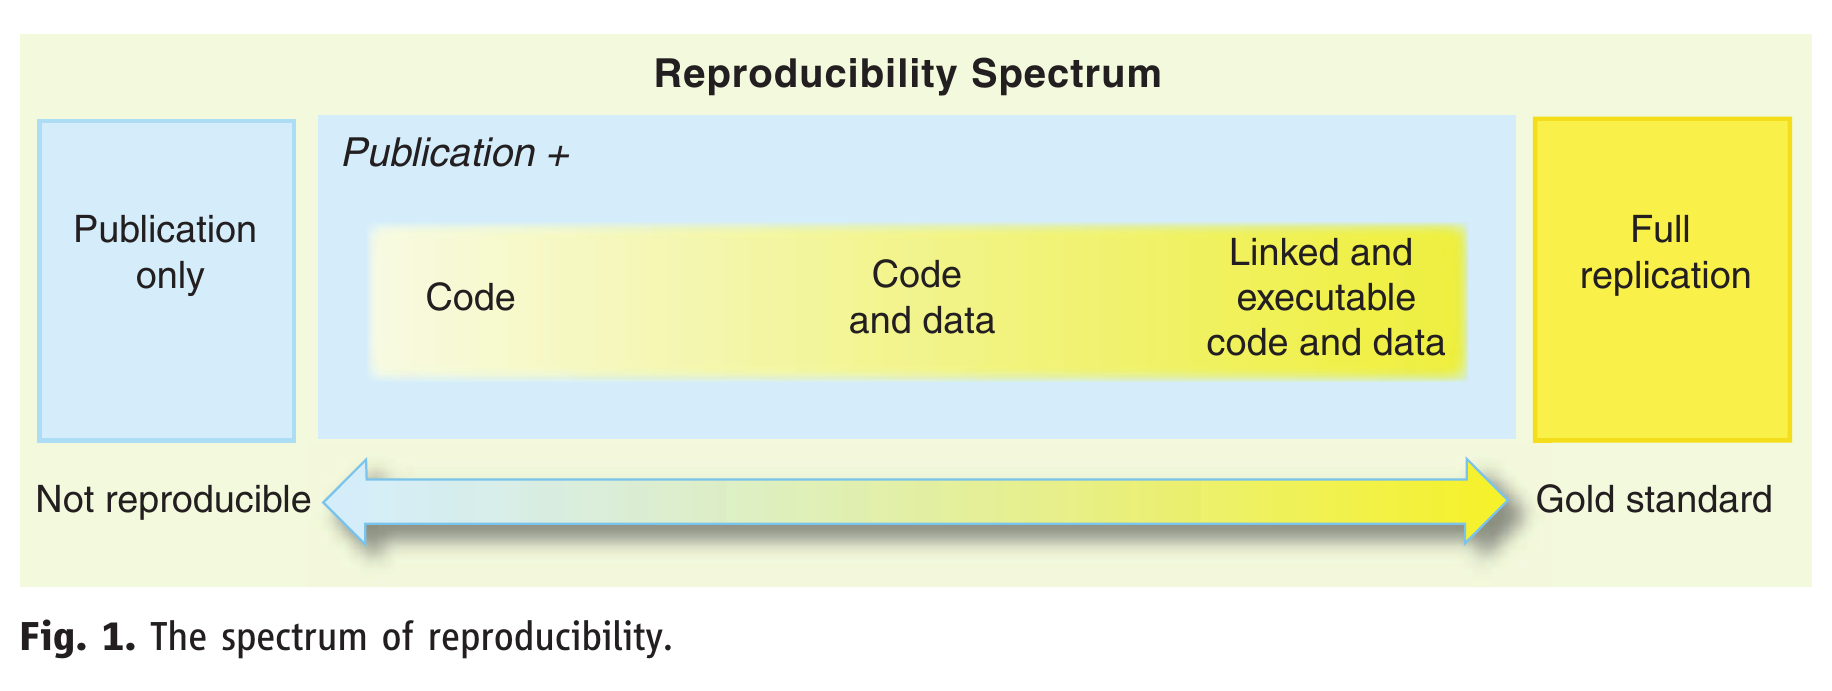 Reproducibility Spectrum
Publication
only
Publication +
Code
Code
and data
Linked and
executable
code and data
Full
replication
Not reproducible
Gold standard
Fig. 1. The spectrum of reproducibility.